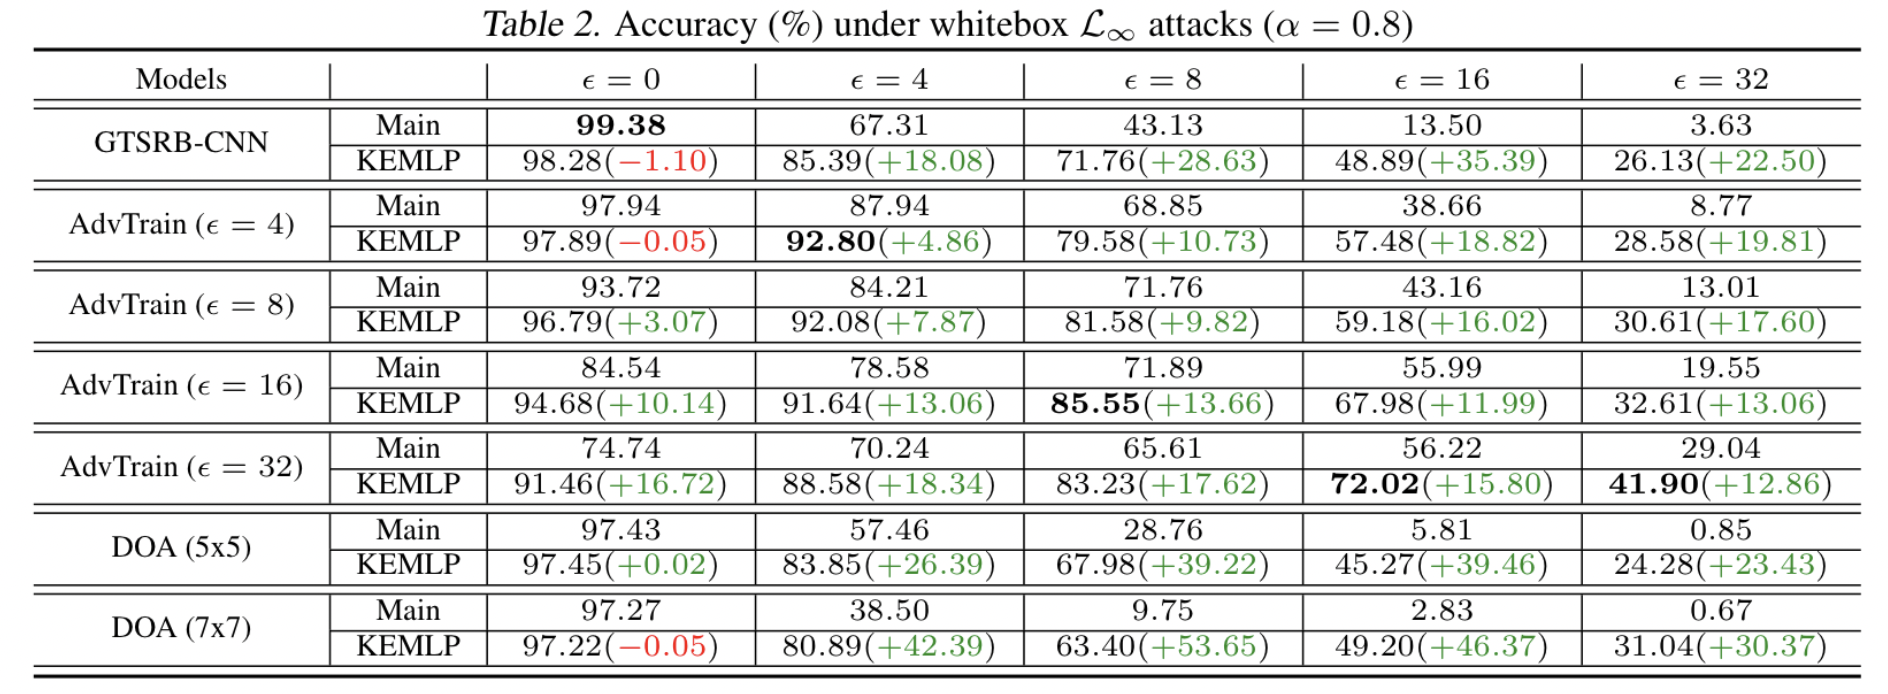 Table 2. Accuracy (%) under whitebox ℒ∞ attacks (α = 0.8)
Models ϵ = 0 ϵ = 4 ϵ = 8 ϵ = 16 ϵ = 32
GTSRB-CNN Main 99.38 67.31 43.13 13.50 3.63
KEMLP 98.28(−1.10) 85.39(+18.08) 71.76(+28.63) 48.89(+35.39) 26.13(+22.50)
AdvTrain (ϵ = 4) Main 97.94 87.94 68.85 38.66 8.77
KEMLP 97.89(−0.05) 92.80(+4.86) 79.58(+10.73) 57.48(+18.82) 28.58(+19.81)
AdvTrain (ϵ = 8) Main 93.72 84.21 71.76 43.16 13.01
KEMLP 96.79(+3.07) 92.08(+7.87) 81.58(+9.82) 59.18(+16.02) 30.61(+17.60)
AdvTrain (ϵ = 16) Main 84.54 78.58 71.89 55.99 19.55
KEMLP 94.68(+10.14) 91.64(+13.06) 85.55(+13.66) 67.98(+11.99) 32.61(+13.06)
AdvTrain (ϵ = 32) Main 74.74 70.24 65.61 56.22 29.04
KEMLP 91.46(+16.72) 88.58(+18.34) 83.23(+17.62) 72.02(+15.80) 41.90(+12.86)
DOA (5x5) Main 97.43 57.46 28.76 5.81 0.85
KEMLP 97.45(+0.02) 83.85(+26.39) 67.98(+39.22) 45.27(+39.46) 24.28(+23.43)
DOA (7x7) Main 97.27 38.50 9.75 2.83 0.67
KEMLP 97.22(−0.05) 80.89(+42.39) 63.40(+53.65) 49.20(+46.37) 31.04(+30.37)